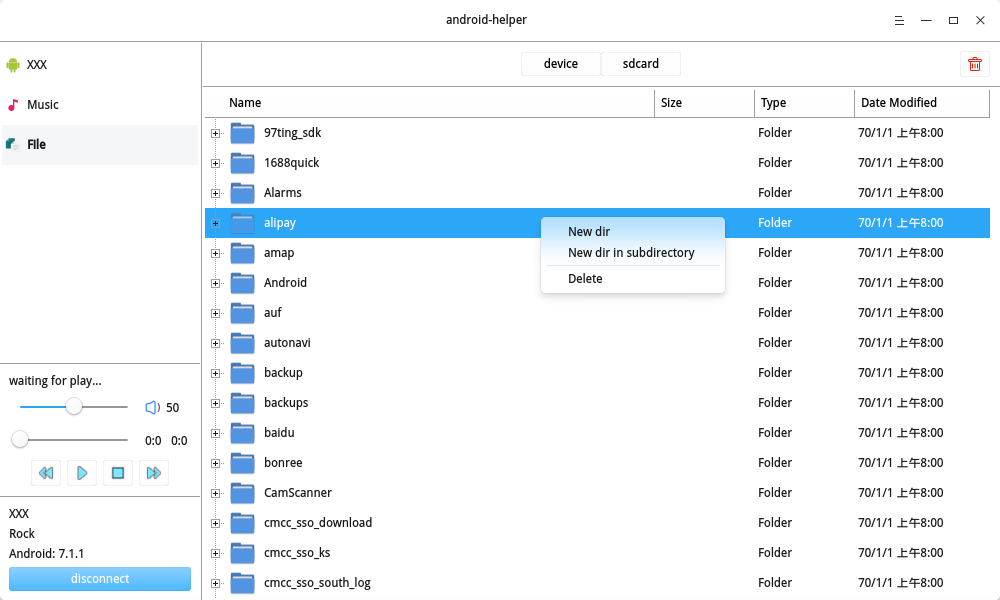 android-helper
XXX
Music
File
waiting for play...
50
0:0 0:0
XXX
Rock
Android: 7.1.1
disconnect
device sdcard
Name Size Type Date Modified
97ting_sdk Folder 70/1/1 上午8:00
1688quick Folder 70/1/1 上午8:00
Alarms Folder 70/1/1 上午8:00
alipay Folder 70/1/1 上午8:00
amap Folder 70/1/1 上午8:00
Android Folder 70/1/1 上午8:00
auf Folder 70/1/1 上午8:00
autonavi Folder 70/1/1 上午8:00
backup Folder 70/1/1 上午8:00
backups Folder 70/1/1 上午8:00
baidu Folder 70/1/1 上午8:00
bonree Folder 70/1/1 上午8:00
CamScanner Folder 70/1/1 上午8:00
cmcc_sso_download Folder 70/1/1 上午8:00
cmcc_sso_ks Folder 70/1/1 上午8:00
cmcc_sso_south_log Folder 70/1/1 上午8:00
New dir
New dir in subdirectory
Delete